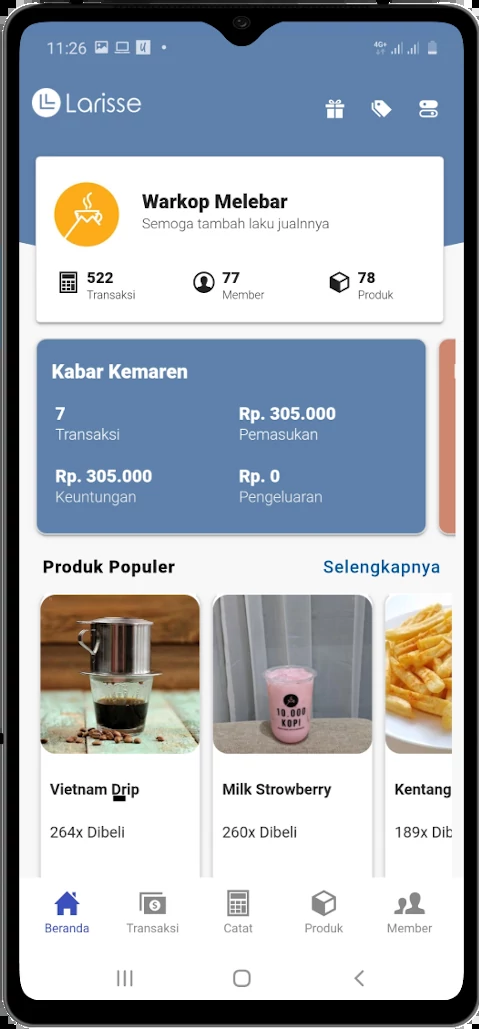 11:26
4G+
Larisse
Warkop Melebar
Semoga tambah laku jualnnya
522
Transaksi
77
Member
78
Produk
Kabar Kemaren
7
Transaksi
Rp. 305.000
Pemasukan
Rp. 305.000
Keuntungan
Rp. 0
Pengeluaran
Produk Populer
Selengkapnya
10.000
KOPI
Vietnam Drip
264x Dibeli
Milk Strowberry
260x Dibeli
Kentang
189x Dib
Beranda
Transaksi
Catat
Produk
Member